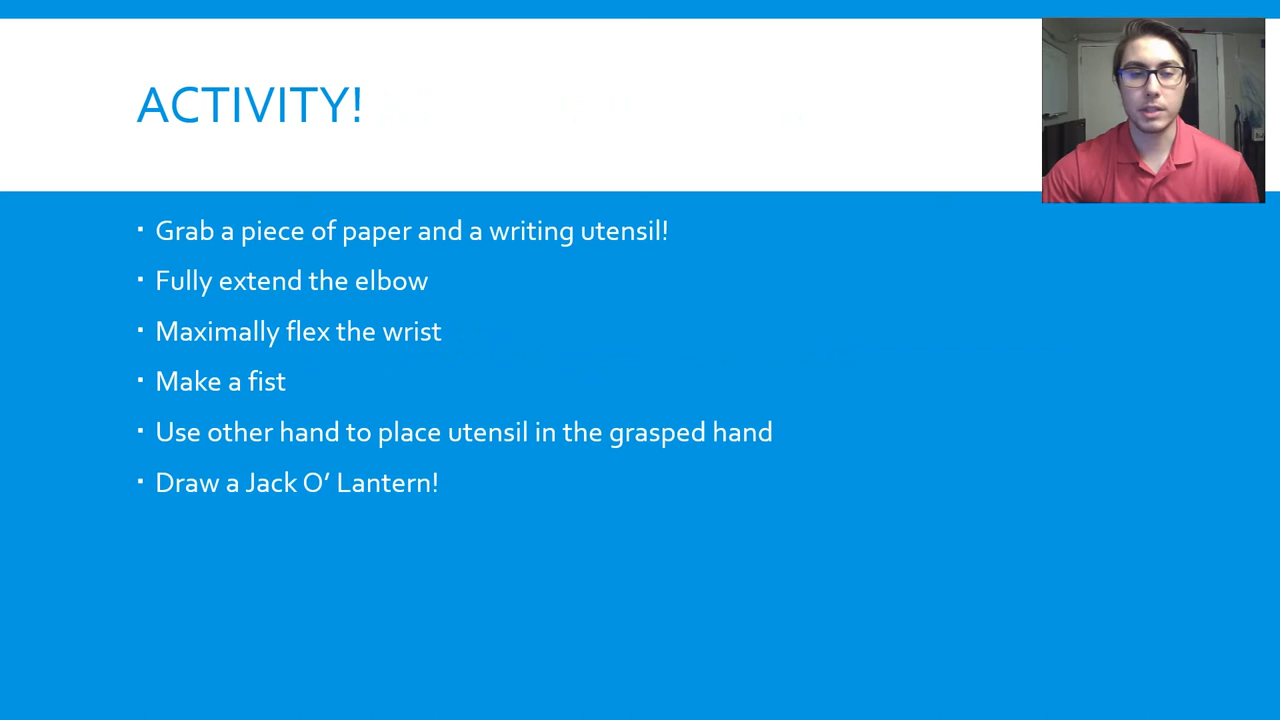 ACTIVITY!
▪ Grab a piece of paper and a writing utensil!
▪ Fully extend the elbow
▪ Maximally flex the wrist
▪ Make a fist
▪ Use other hand to place utensil in the grasped hand
▪ Draw a Jack O’ Lantern!